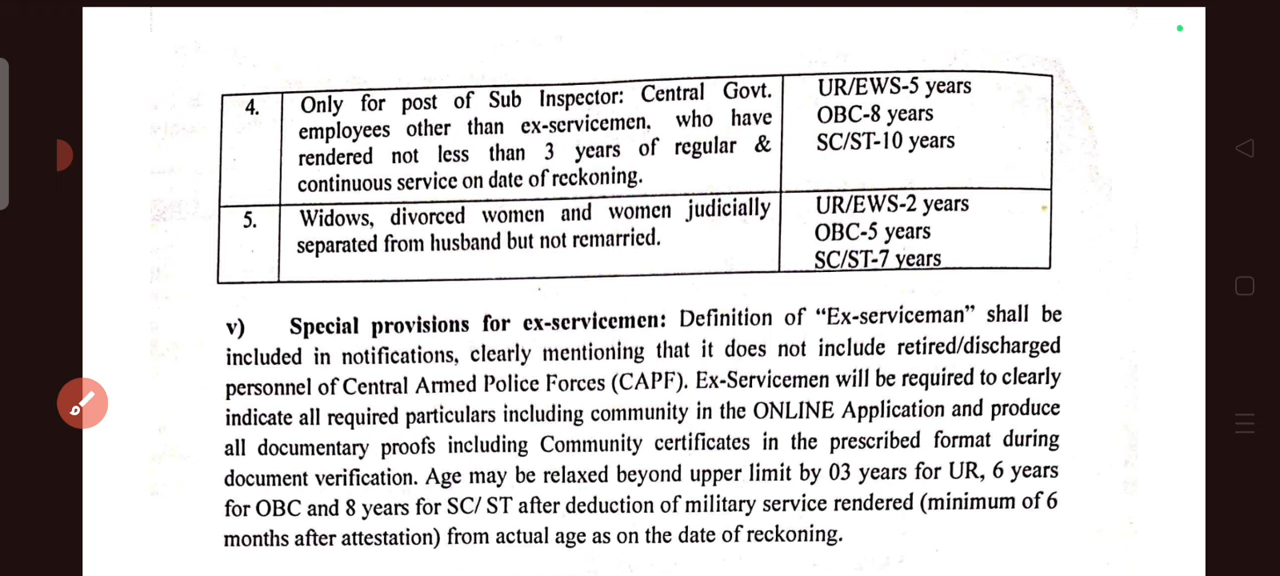 4. Only for post of Sub Inspector: Central Govt. UR/EWS-5 years
employees other than ex-servicemen, who have OBC-8 years
rendered not less than 3 years of regular & SC/ST-10 years
continuous service on date of reckoning.
5. Widows, divorced women and women judicially UR/EWS-2 years
separated from husband but not remarried. OBC-5 years
SC/ST-7 years
v) Special provisions for ex-servicemen: Definition of “Ex-serviceman” shall be
included in notifications, clearly mentioning that it does not include retired/discharged
personnel of Central Armed Police Forces (CAPF). Ex-Servicemen will be required to clearly
indicate all required particulars including community in the ONLINE Application and produce
all documentary proofs including Community certificates in the prescribed format during
document verification. Age may be relaxed beyond upper limit by 03 years for UR, 6 years
for OBC and 8 years for SC/ ST after deduction of military service rendered (minimum of 6
months after attestation) from actual age as on the date of reckoning.